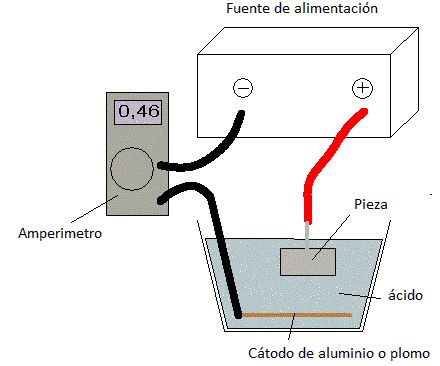 Fuente de alimentación
−
+
0,46
Amperimetro
Pieza
ácido
Cátodo de aluminio o plomo